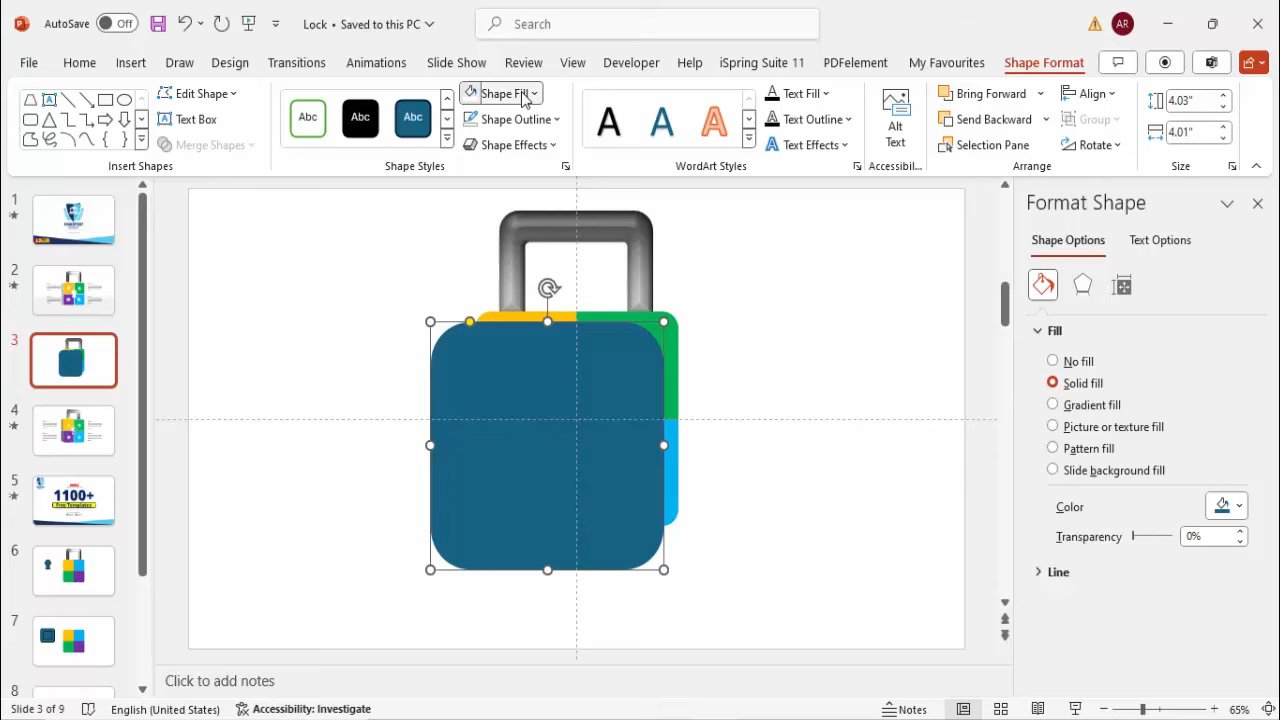 AutoSave Off Lock • Saved to this PC Search AR
File Home Insert Draw Design Transitions Animations Slide Show Review View Developer Help iSpring Suite 11 PDFelement My Favourites Shape Format
Edit Shape
Text Box
Merge Shapes
Insert Shapes
Abc Abc Abc
Shape Fill
Shape Outline
Shape Effects
Shape Styles
A A A
WordArt Styles
Text Fill
Text Outline
Text Effects
Alt
Text
Accessibil...
Bring Forward
Send Backward
Selection Pane
Align
Group
Rotate
Arrange
4.03"
4.01"
Size
1
2
3
4
5
1100+
6
7
8
Format Shape
Shape Options Text Options
Fill
No fill
Solid fill
Gradient fill
Picture or texture fill
Pattern fill
Slide background fill
Color
Transparency 0%
Line
Click to add notes
Slide 3 of 9 English (United States) Accessibility: Investigate Notes 65%